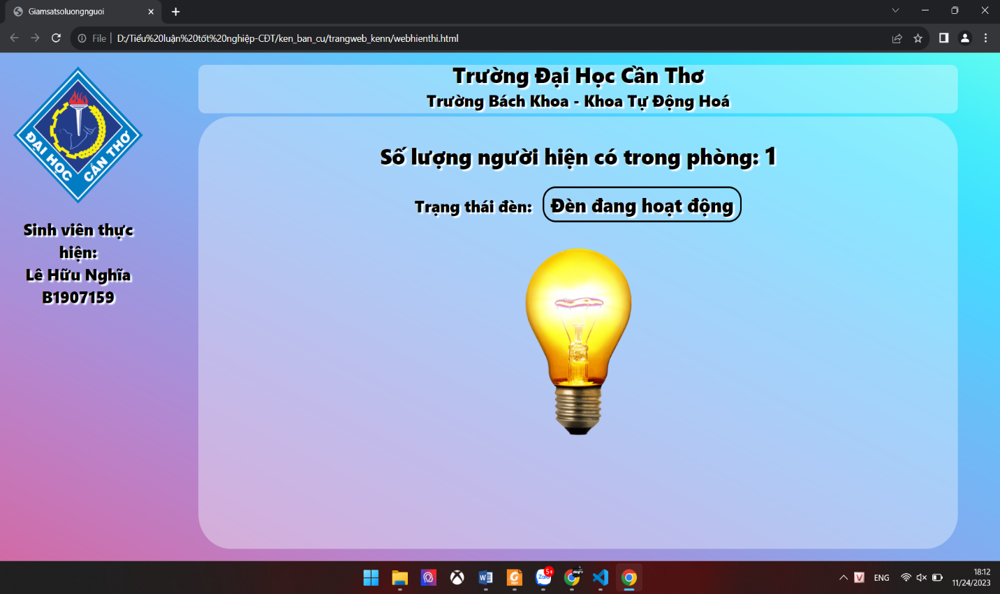 Giamsatsoluongnguoi
File
D:/Tiểu%20luận%20tốt%20nghiệp-CĐT/ken_ban_cu/trangweb_kenn/webhienthi.html
ĐẠI HỌC CẦN THƠ
Sinh viên thực
hiện:
Lê Hữu Nghĩa
B1907159
Trường Đại Học Cần Thơ
Trường Bách Khoa - Khoa Tự Động Hoá
Số lượng người hiện có trong phòng: 1
Trạng thái đèn: Đèn đang hoạt động
Zalo
5+
V
ENG
18:12
11/24/2023